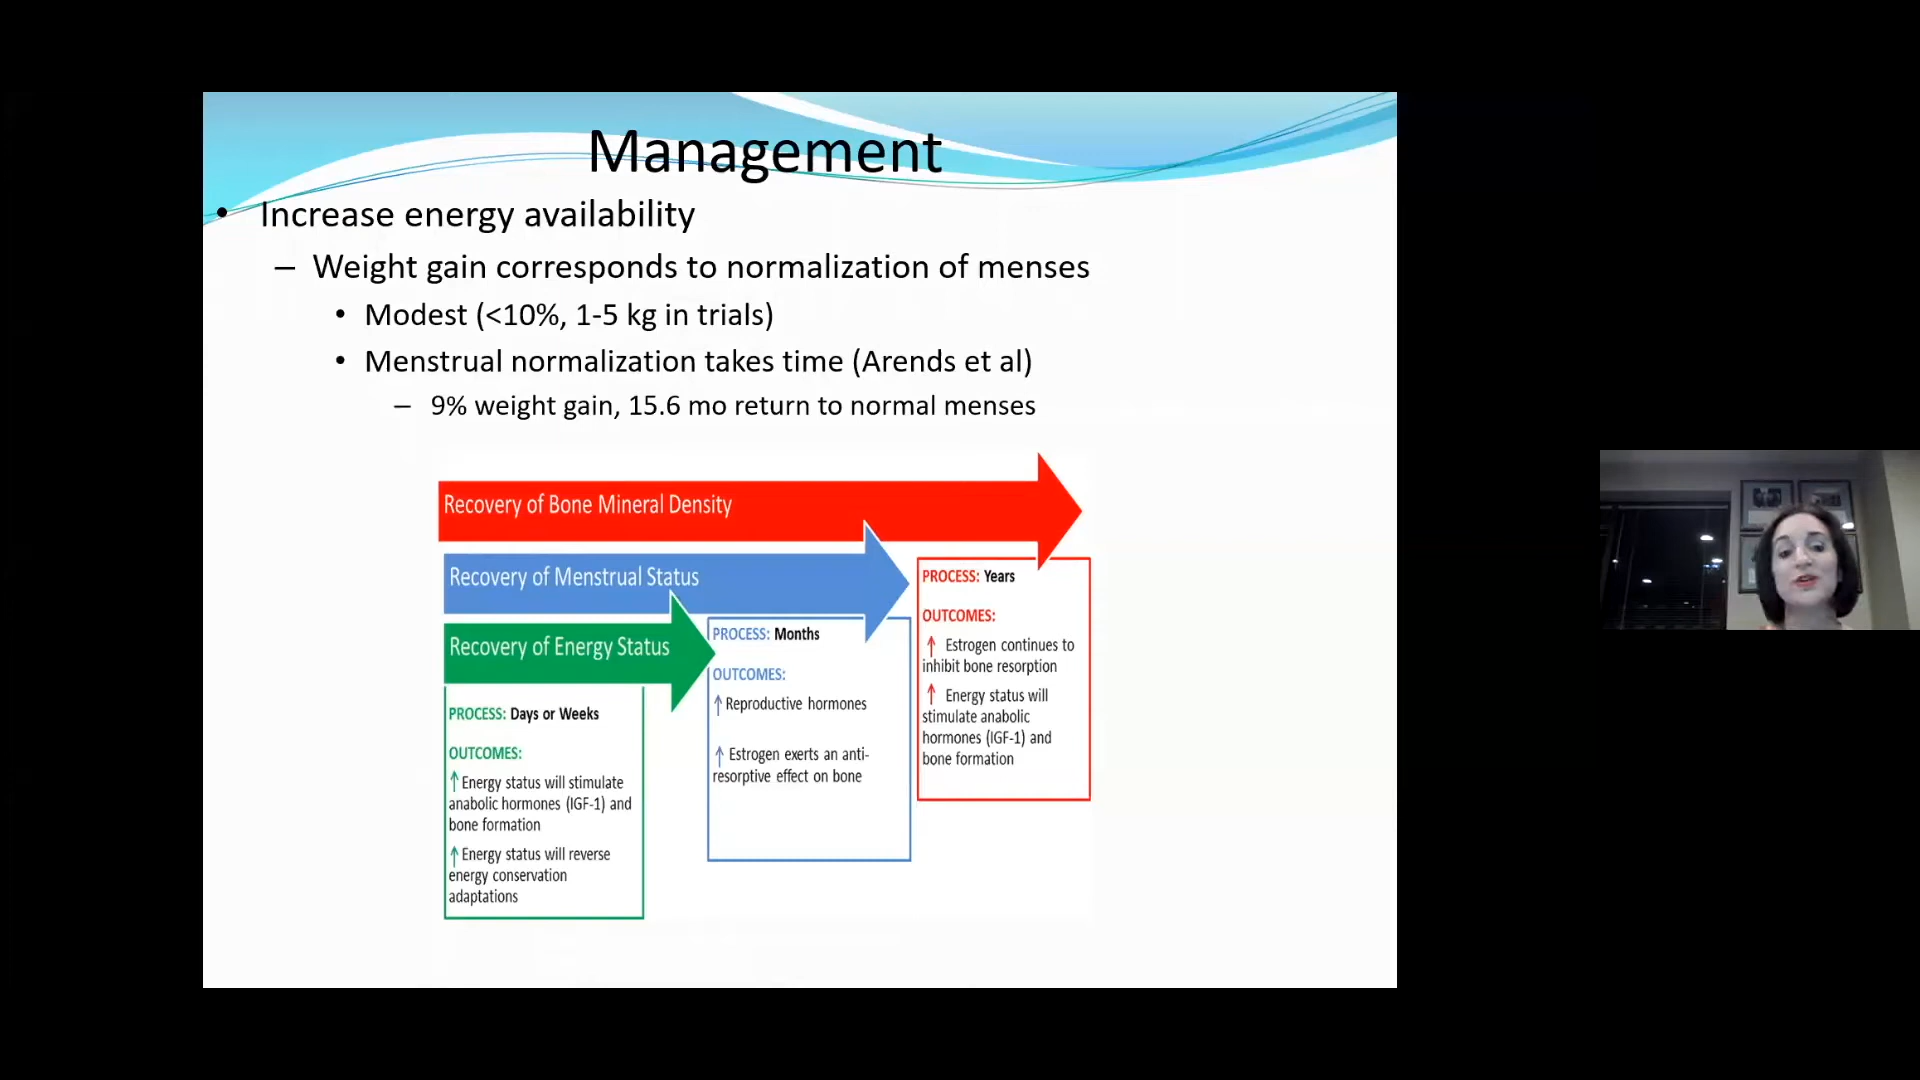 Management
• Increase energy availability
– Weight gain corresponds to normalization of menses
• Modest (<10%, 1-5 kg in trials)
• Menstrual normalization takes time (Arends et al)
– 9% weight gain, 15.6 mo return to normal menses
Recovery of Bone Mineral Density
Recovery of Menstrual Status
Recovery of Energy Status
PROCESS: Days or Weeks
OUTCOMES:
↑ Energy status will stimulate
anabolic hormones (IGF-1) and
bone formation
↑ Energy status will reverse
energy conservation
adaptations
PROCESS: Months
OUTCOMES:
↑ Reproductive hormones
↑ Estrogen exerts an anti-
resorptive effect on bone
PROCESS: Years
OUTCOMES:
↑ Estrogen continues to
inhibit bone resorption
↑ Energy status will
stimulate anabolic
hormones (IGF-1) and
bone formation